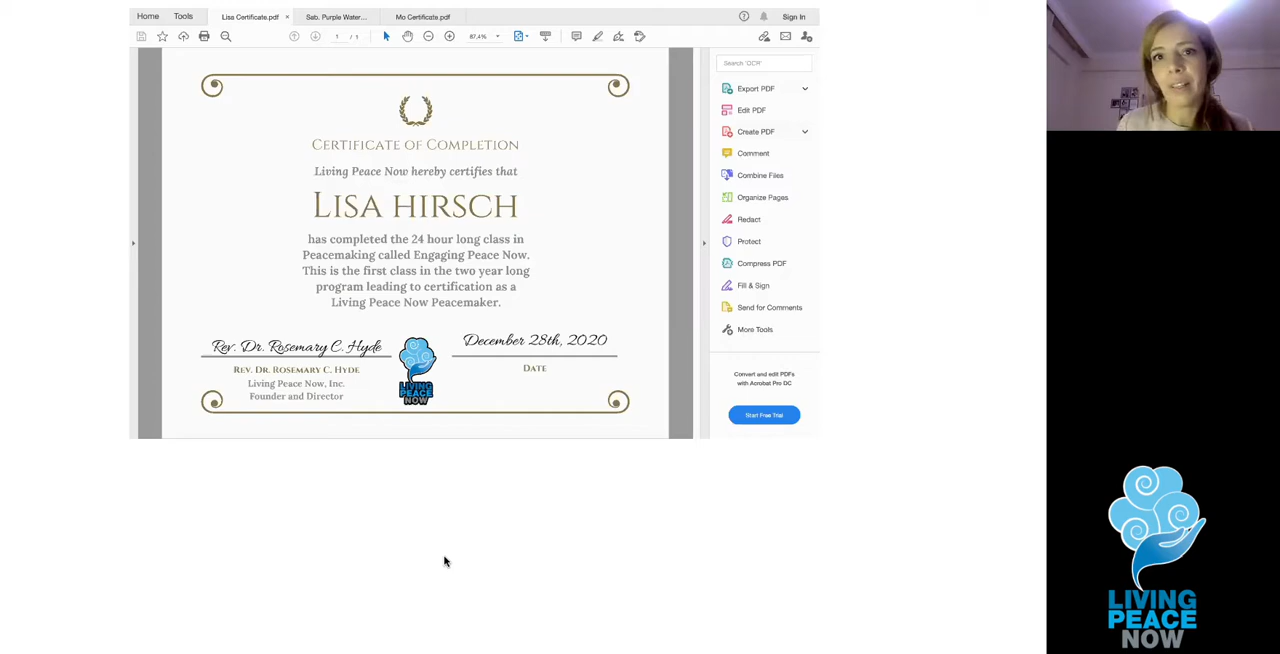 Home Tools Lisa Certificate.pdf × Sab. Purple Water... Mo Certificate.pdf Sign In
1 / 1 87,4%
Search 'OCR'
Export PDF
Edit PDF
Create PDF
Comment
Combine Files
Organize Pages
Redact
Protect
Compress PDF
Fill & Sign
Send for Comments
More Tools
Convert and edit PDFs
with Acrobat Pro DC
Start Free Trial
Certificate of Completion
Living Peace Now hereby certifies that
Lisa Hirsch
has completed the 24 hour long class in
Peacemaking called Engaging Peace Now.
This is the first class in the two year long
program leading to certification as a
Living Peace Now Peacemaker.
Rev. Dr. Rosemary C. Hyde
Rev. Dr. Rosemary C. Hyde
Living Peace Now, Inc.
Founder and Director
LIVING
PEACE
NOW
December 28th, 2020
Date
LIVING
PEACE
NOW